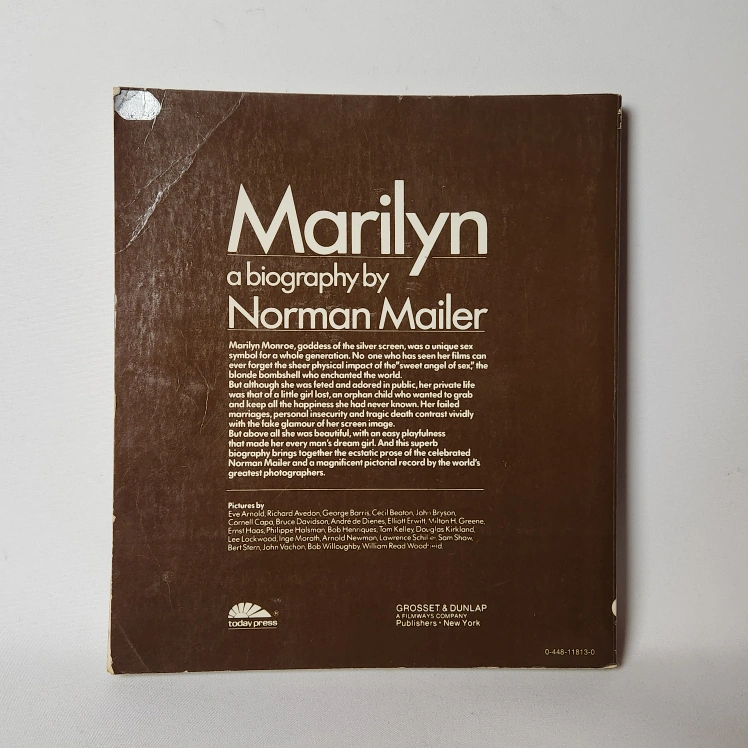 Marilyn
a biography by
Norman Mailer
Marilyn Monroe, goddess of the silver screen, was a unique sex
symbol for a whole generation. No one who has seen her films can
ever forget the sheer physical impact of the "sweet angel of sex," the
blonde bombshell who enchanted the world.
But although she was feted and adored in public, her private life
was that of a little girl lost, an orphan child who wanted to grab
and keep all the happiness she had never known. Her failed
marriages, personal insecurity and tragic death contrast vividly
with the fake glamour of her screen image.
But above all she was beautiful, with an easy playfulness
that made her every man's dream girl. And this superb
biography brings together the ecstatic prose of the celebrated
Norman Mailer and a magnificent pictorial record by the world's
greatest photographers.
Pictures by
Eve Arnold, Richard Avedon, George Barris, Cecil Beaton, John Bryson,
Cornell Capa, Bruce Davidson, André de Dienes, Elliott Erwitt, Milton H. Greene,
Ernst Haas, Philippe Halsman, Bob Henriques, Tom Kelley, Douglas Kirkland,
Lee Lockwood, Inge Morath, Arnold Newman, Lawrence Schiller, Sam Shaw,
Bert Stern, John Vachon, Bob Willoughby, William Read Woodfield.
today press
GROSSET & DUNLAP
A FILMWAYS COMPANY
Publishers · New York
0-448-11813-0